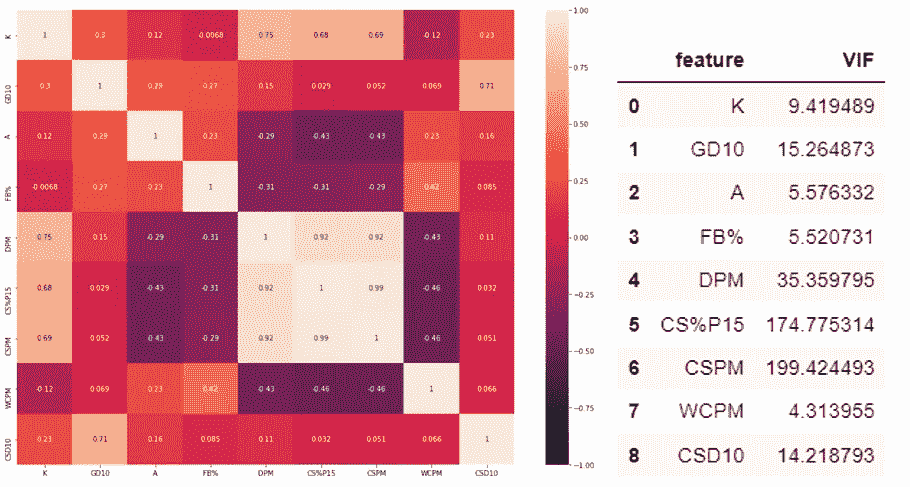 K 1 0.3 0.12 -0.0068 0.75 0.68 0.69 -0.12 0.23
GD10 0.3 1 0.29 0.27 0.15 0.029 0.052 0.069 0.71
A 0.12 0.29 1 0.23 -0.29 -0.43 -0.43 0.23 0.16
FB% -0.0068 0.27 0.23 1 -0.31 -0.31 -0.29 0.42 0.085
DPM 0.75 0.15 -0.29 -0.31 1 0.92 0.92 -0.43 0.11
CS%P15 0.68 0.029 -0.43 -0.31 0.92 1 0.99 -0.46 0.032
CSPM 0.69 0.052 -0.43 -0.29 0.92 0.99 1 -0.46 0.051
WCPM -0.12 0.069 0.23 0.42 -0.43 -0.46 -0.46 1 0.066
CSD10 0.23 0.71 0.16 0.085 0.11 0.032 0.051 0.066 1
K GD10 A FB% DPM CS%P15 CSPM WCPM CSD10
1.00
0.75
0.50
0.25
0.00
-0.25
-0.50
-0.75
-1.00
feature VIF
0 K 9.419489
1 GD10 15.264873
2 A 5.576332
3 FB% 5.520731
4 DPM 35.359795
5 CS%P15 174.775314
6 CSPM 199.424493
7 WCPM 4.313955
8 CSD10 14.218793